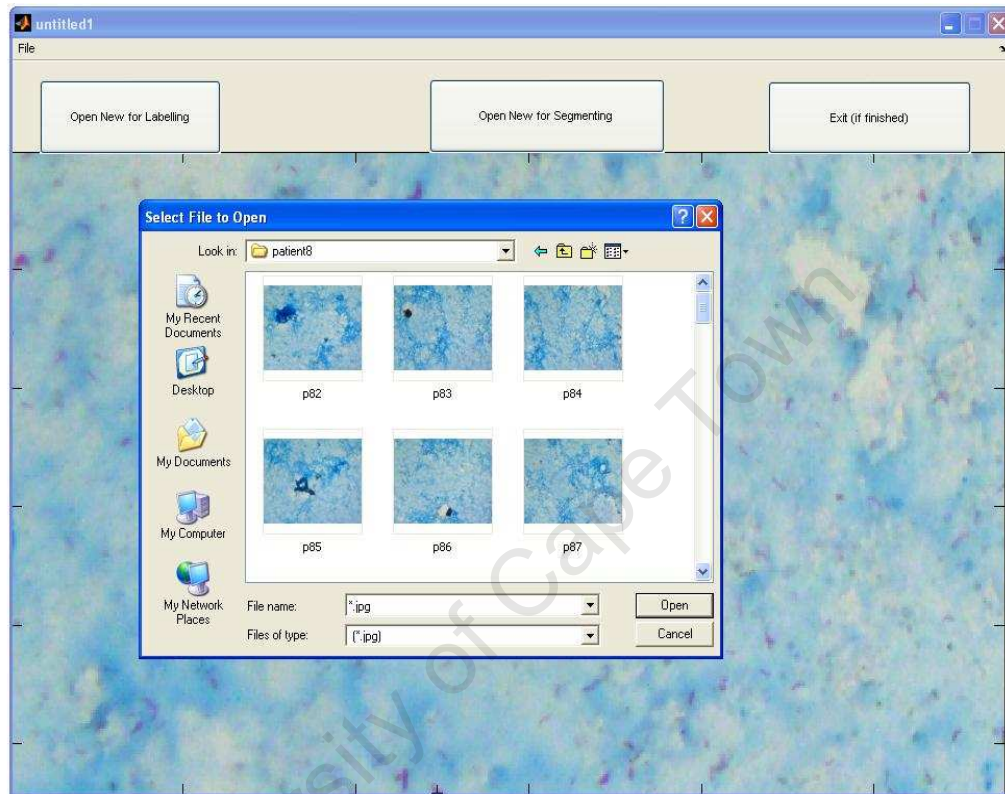 untitled1
File
Open New for Labelling
Open New for Segmenting
Exit (if finished)
Select File to Open
Look in:
patient8
My Recent
Documents
Desktop
My Documents
My Computer
My Network
Places
p82
p83
p84
p85
p86
p87
File name:
*.jpg
Open
Files of type:
(*.jpg)
Cancel
University of Cape Town